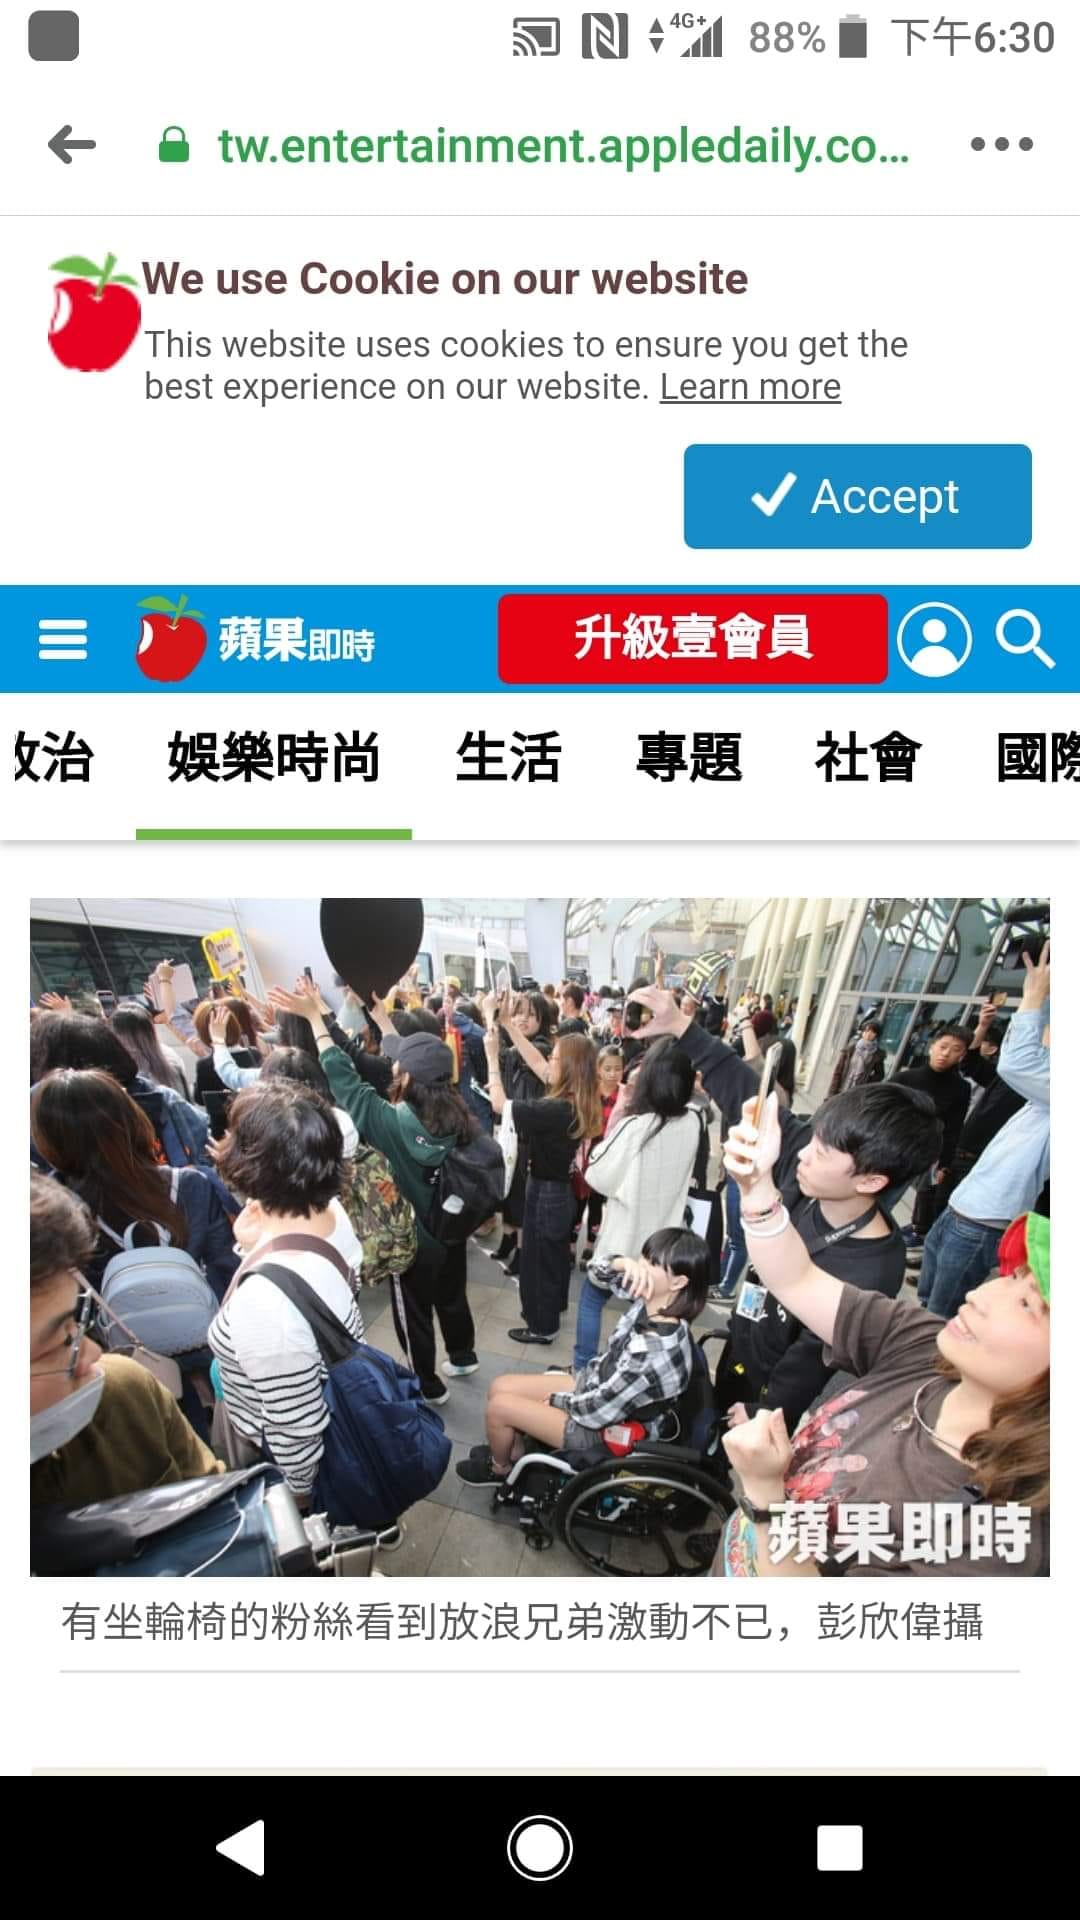 4G+ 88% 下午6:30
tw.entertainment.appledaily.co...
We use Cookie on our website
This website uses cookies to ensure you get the
best experience on our website. Learn more
Accept
蘋果即時 升級壹會員
政治 娛樂時尚 生活 專題 社會 國際
Supreme
蘋果即時
有坐輪椅的粉絲看到放浪兄弟激動不已，彭欣偉攝